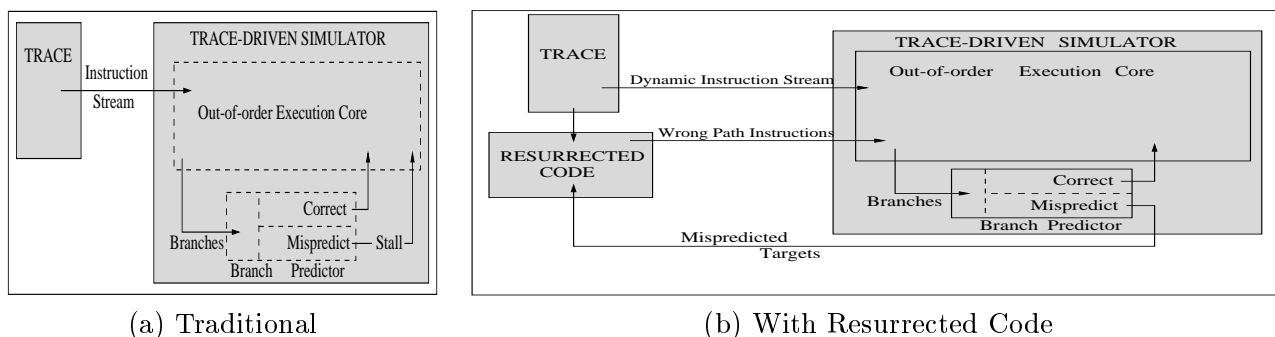 TRACE
Instruction
Stream
TRACE-DRIVEN SIMULATOR
Out-of-order Execution Core
Branches
Correct
Mispredict
Stall
Branch Predictor
(a) Traditional
TRACE
RESURRECTED
CODE
Dynamic Instruction Stream
Wrong Path Instructions
TRACE-DRIVEN SIMULATOR
Out-of-order Execution Core
Branches
Correct
Mispredict
Branch Predictor
Mispredicted
Targets
(b) With Resurrected Code